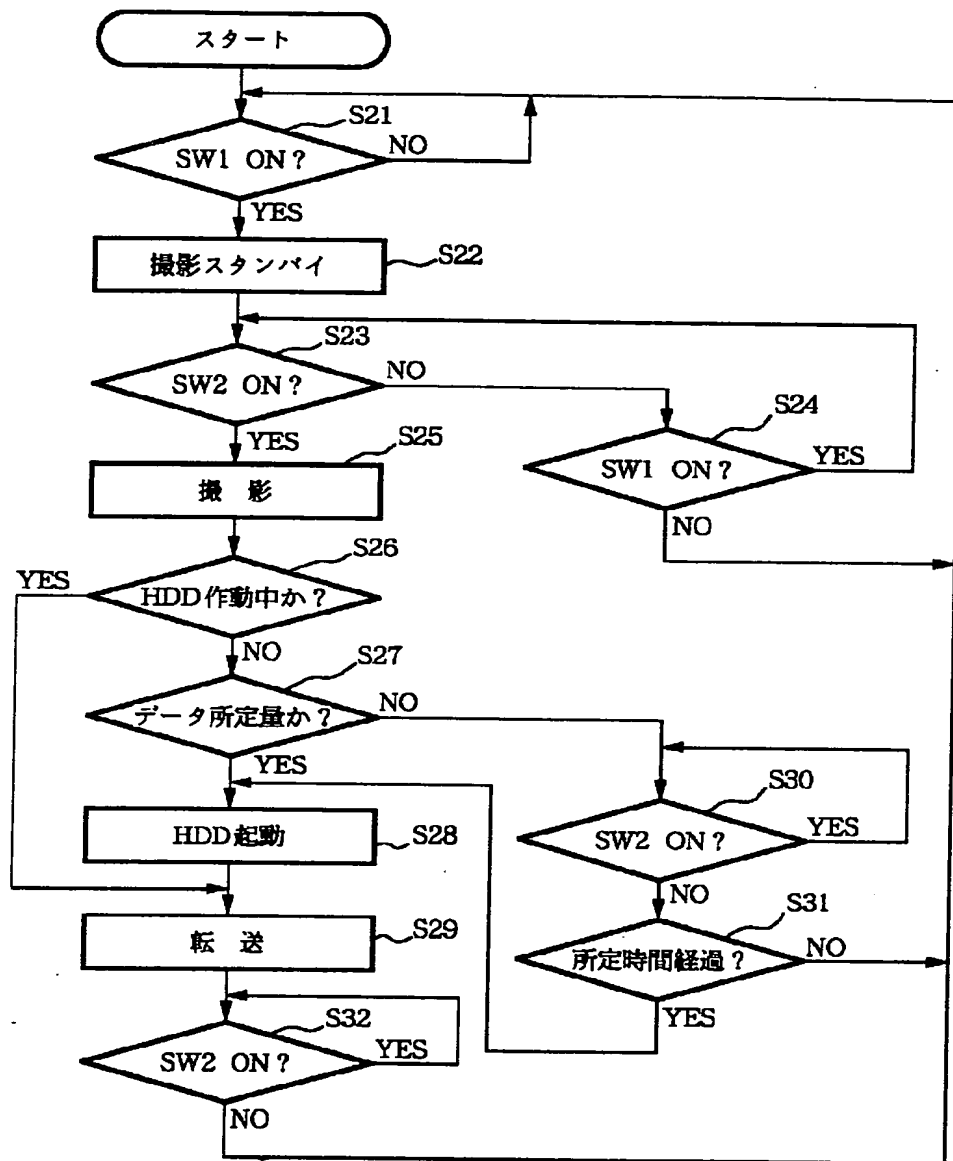 スタート
S21
SW1 ON?
NO
YES
撮影スタンバイ
S22
S23
SW2 ON?
NO
YES
S24
SW1 ON?
YES
NO
S25
撮 影
S26
YES
HDD作動中か?
NO
S27
データ所定量か?
NO
YES
S30
SW2 ON?
YES
NO
HDD起動
S28
S31
所定時間経過?
NO
YES
転 送
S29
S32
SW2 ON?
YES
NO